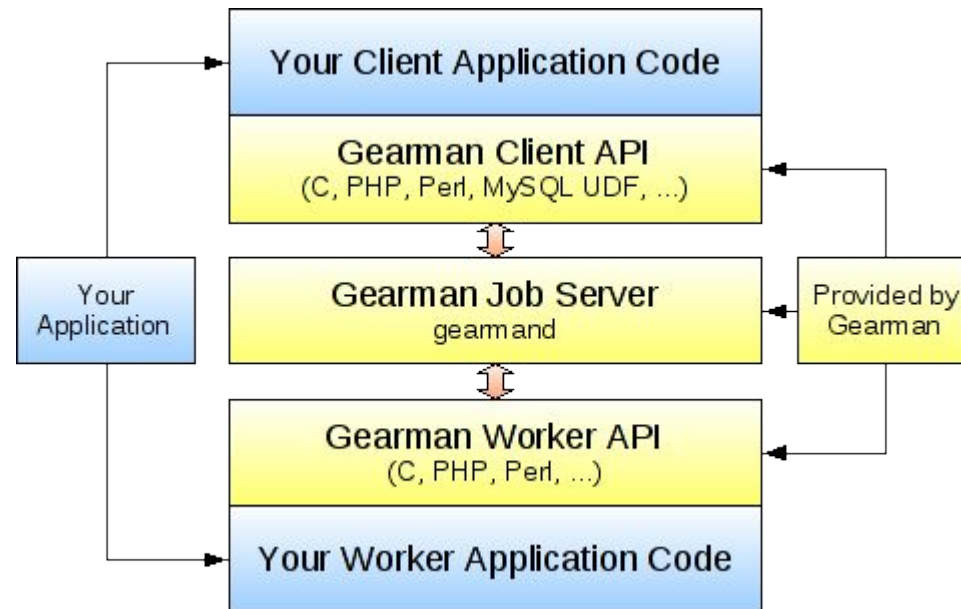 Your Client Application Code
Gearman Client API
(C, PHP, Perl, MySQL UDF, ...)
Your
Application
Gearman Job Server
gearmand
Provided by
Gearman
Gearman Worker API
(C, PHP, Perl, ...)
Your Worker Application Code